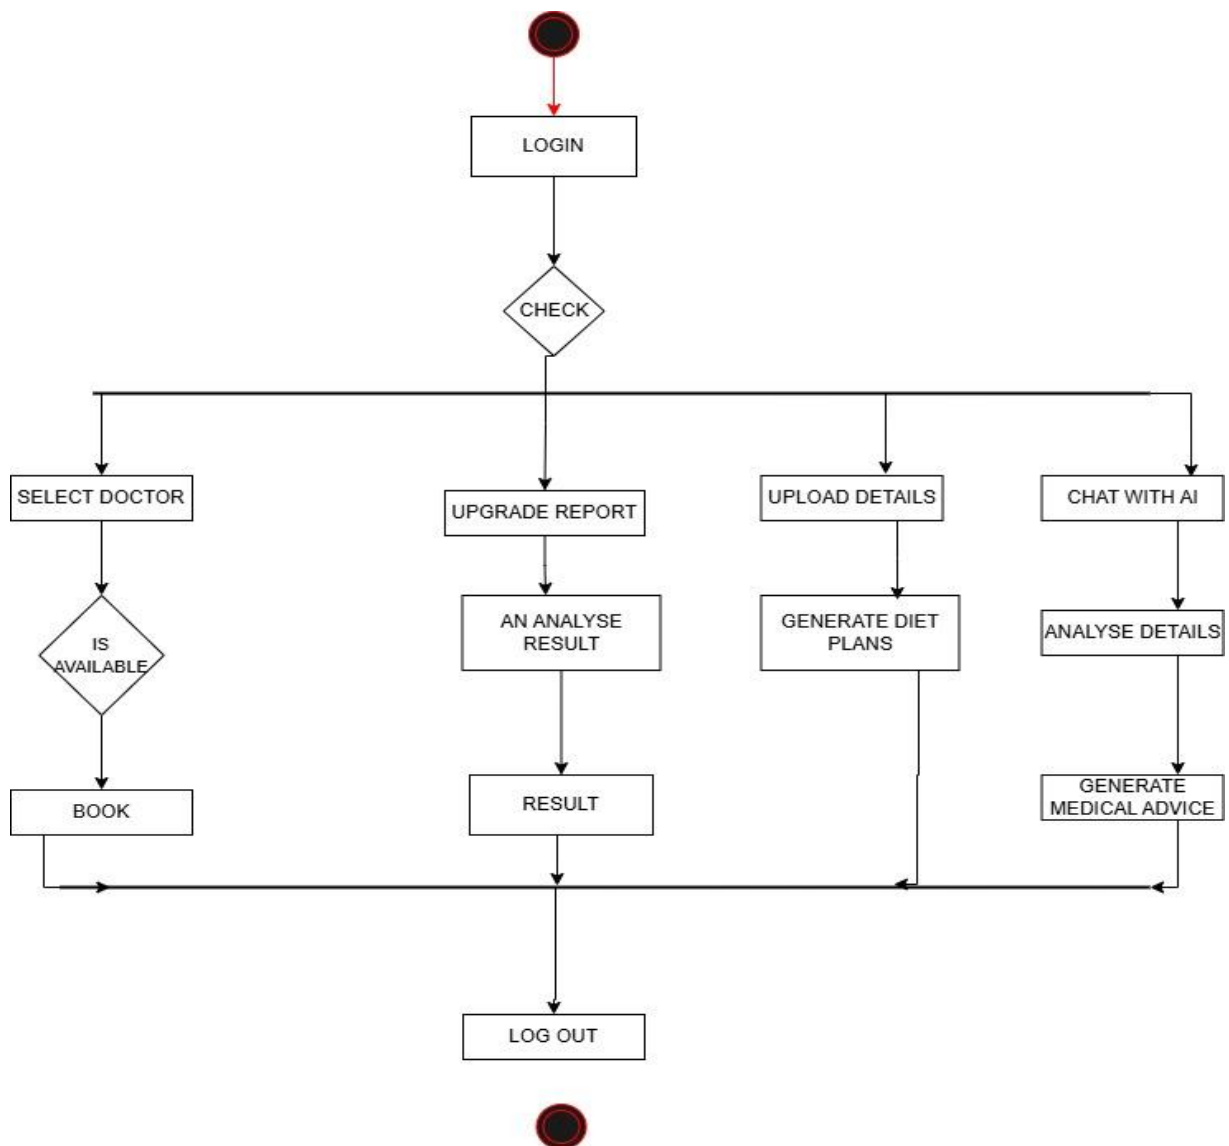 LOGIN
CHECK
SELECT DOCTOR
UPGRADE REPORT
UPLOAD DETAILS
CHAT WITH AI
IS
AVAILABLE
AN ANALYSE
RESULT
GENERATE DIET
PLANS
ANALYSE DETAILS
BOOK
RESULT
GENERATE
MEDICAL ADVICE
LOG OUT